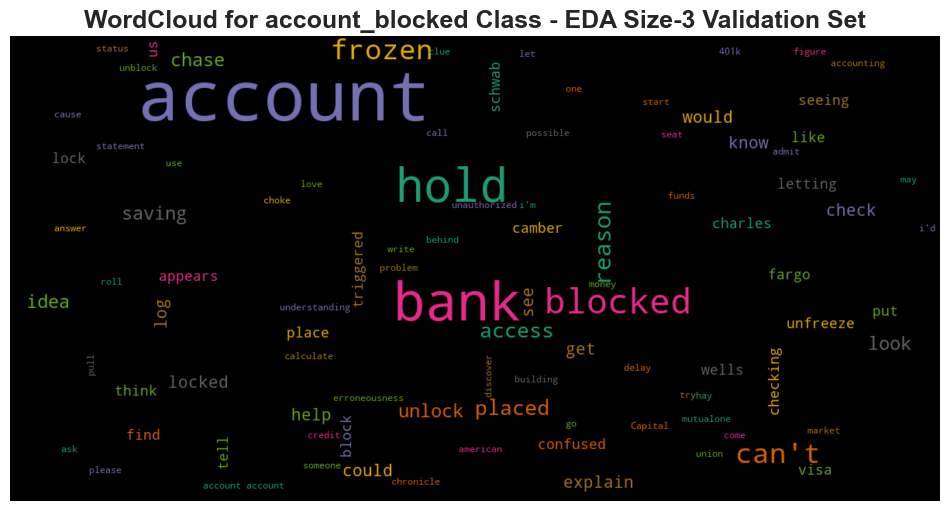 WordCloud for account_blocked Class - EDA Size-3 Validation Set
status
us
frozen
clue
let
401k
figure
chase
unblock
accounting
schwab
one
account
start
seeing
cause
would
call
possible
seat
like
know
statement
admit
lock
use
hold
love
letting
may
choke
funds
unauthorized
i'm
saving
reason
check
answer
camber
charles
i'd
behind
triggered
write
problem
appears
fargo
roll
money
idea
log
understanding
bank
see
blocked
put
place
access
unfreeze
get
look
pull
calculate
discover
delay
wells
checking
locked
building
think
erroneousness
try
hay
help
unlock
placed
mutualone
block
go
Capital
find
credit
come
market
tell
confused
ask
american
union
can't
someone
could
please
visa
account account
chronicle
explain